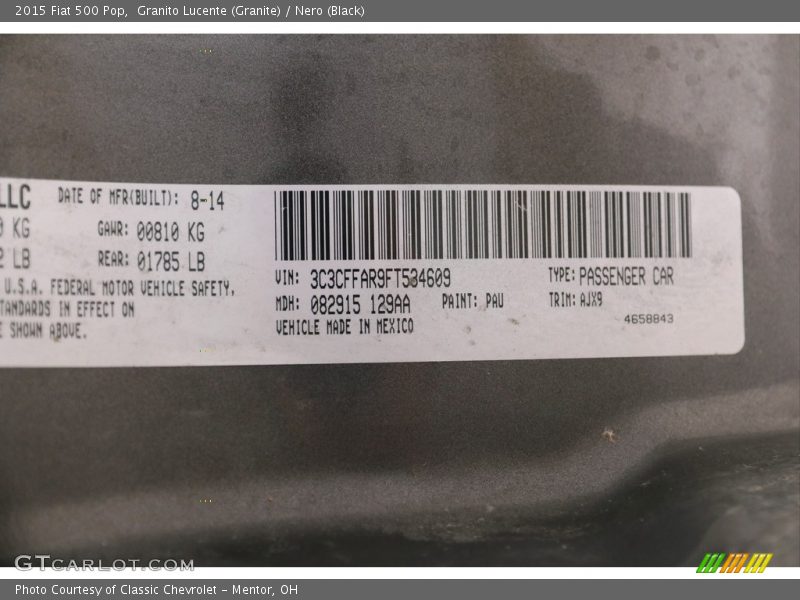 2015 Fiat 500 Pop,  Granito Lucente (Granite) / Nero (Black)
LLC DATE OF MFR(BUILT): 8-14
0 KG GAWR: 00810 KG
2 LB REAR: 01785 LB
U.S.A. FEDERAL MOTOR VEHICLE SAFETY,
TANDARDS IN EFFECT ON
E SHOWN ABOVE.
VIN: 3C3CFFAR9FT534609 TYPE: PASSENGER CAR
MDH: 082915 129AA PAINT: PAU TRIM: AJX9
VEHICLE MADE IN MEXICO 4658843
GTCARLOT.COM
Photo Courtesy of Classic Chevrolet - Mentor, OH